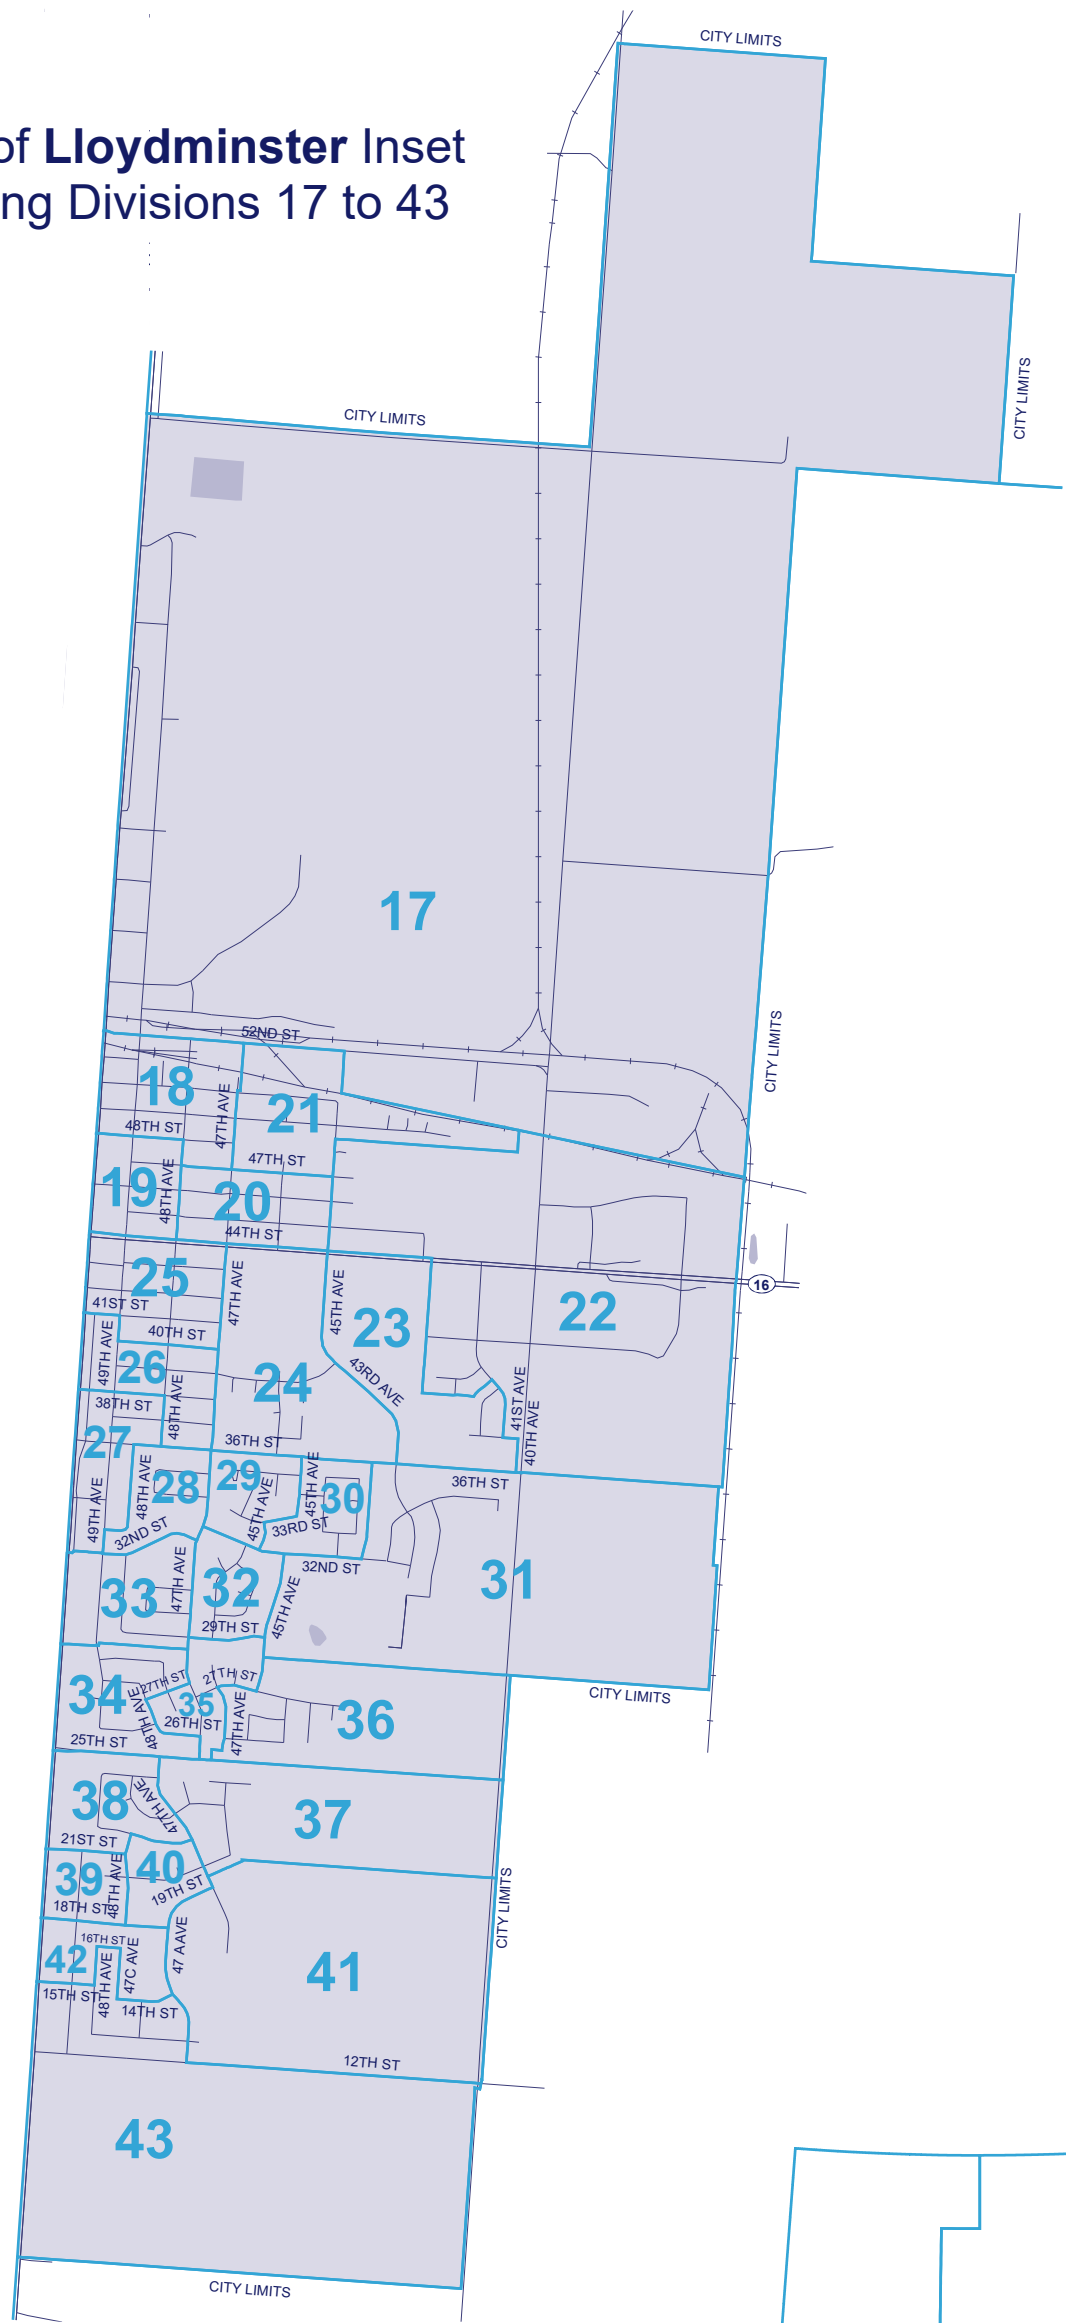 CITY LIMITS
of Lloydminster Inset
ng Divisions 17 to 43
CITY LIMITS
CITY LIMITS
17
CITY LIMITS
52ND ST
18
47TH AVE
21
48TH ST
47TH ST
19
48TH AVE
20
44TH ST
25
47TH AVE
45TH AVE
16
22
41ST ST
23
40TH ST
49TH AVE
26
24
43RD AVE
38TH ST
48TH AVE
41ST AVE
40TH AVE
27
36TH ST
36TH ST
49TH AVE
48TH AVE
28
29
45TH AVE
45TH AVE
30
33RD ST
32ND ST
32ND ST
31
33
47TH AVE
32
45TH AVE
29TH ST
34
27TH ST
27TH ST
CITY LIMITS
48TH AVE
35
26TH ST
47TH AVE
36
25TH ST
38
47TH AVE
37
21ST ST
39
48TH AVE
40
19TH ST
CITY LIMITS
18TH ST
16TH ST
47 A AVE
42
48TH AVE
47C AVE
41
15TH ST
14TH ST
12TH ST
43
CITY LIMITS